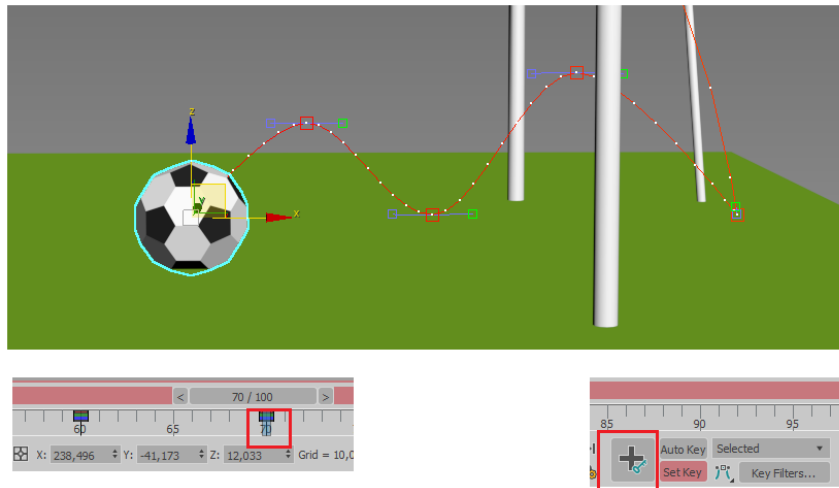 z
Y
x
< 70 / 100 >
60 65 70
X: 238,496 Y: -41,173 Z: 12,033 Grid = 10,0
85 90 95
Auto Key Selected
Set Key Key Filters...